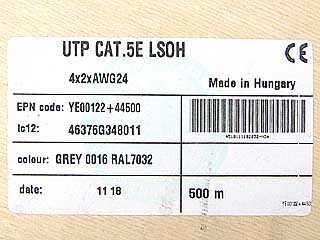 UTP CAT.5E LSOH
CE
4x2xAWG24
Made in Hungary
EPN code: YE00122+44500
Ic12: 46376G348011
colour: GREY 0016 RAL7032
date: 11 18
500 m